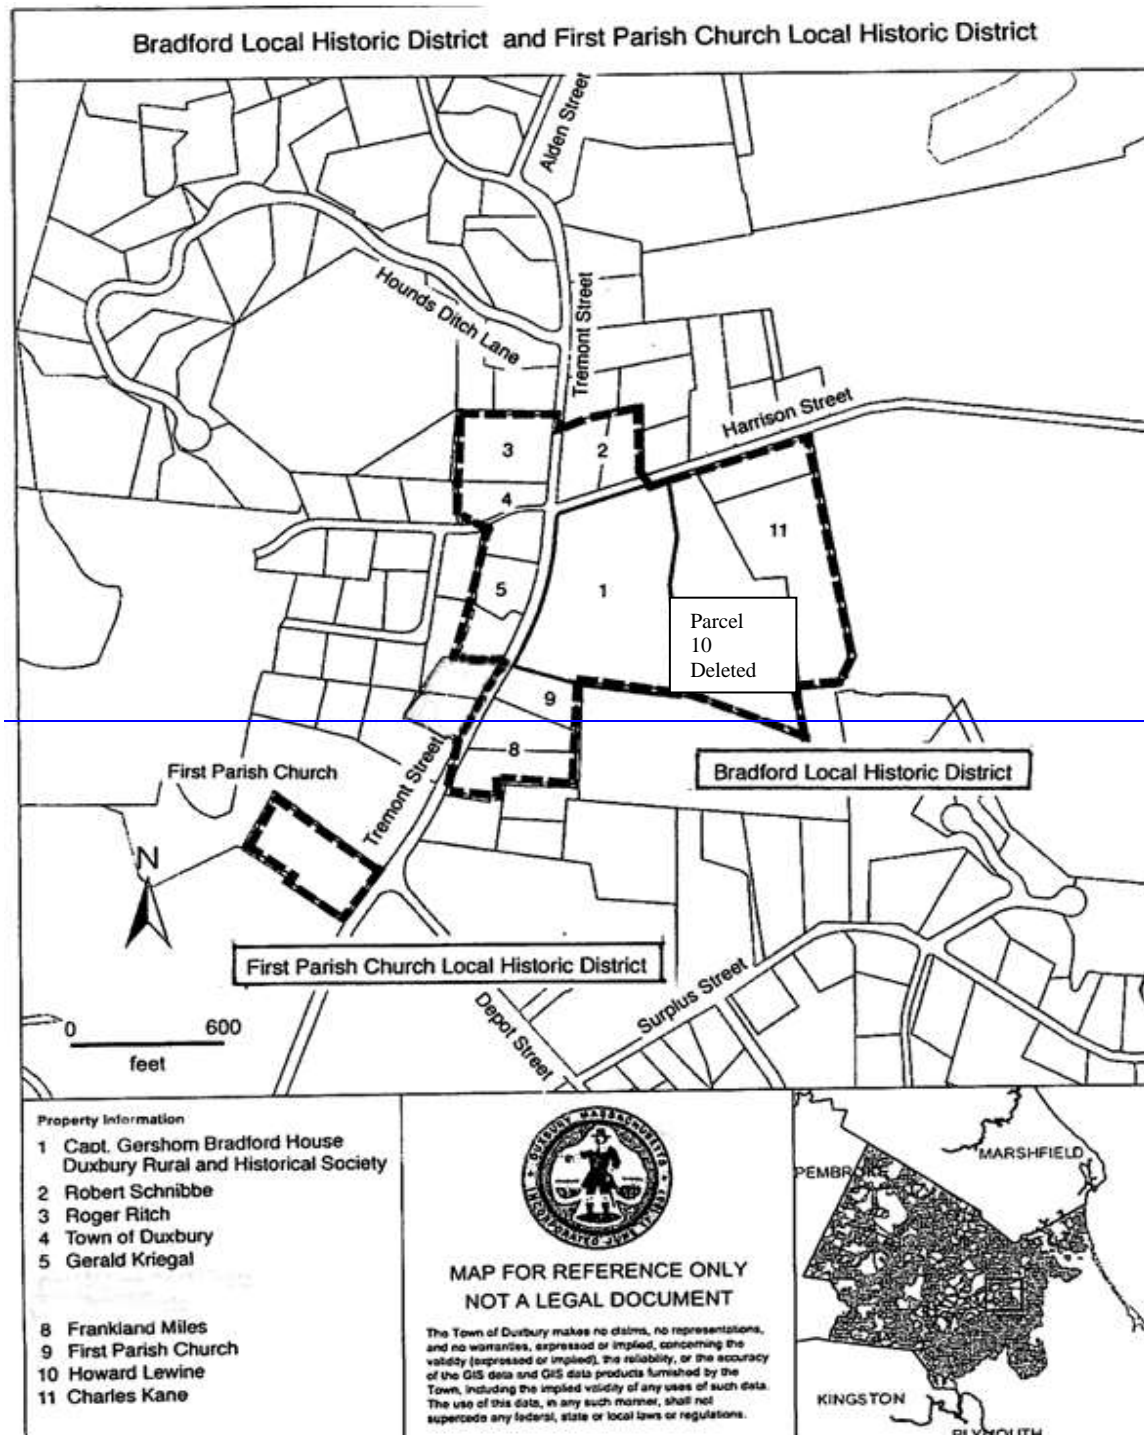 Bradford Local Historic District and First Parish Church Local Historic District
Alden Street
Hounds Ditch Lane
Tremont Street
Harrison Street
3
2
4
11
5
1
Parcel
10
Deleted
9
8
First Parish Church
Tremont Street
Bradford Local Historic District
N
First Parish Church Local Historic District
Surplus Street
Depot Street
0 600
feet
Property Information
1 Capt. Gershom Bradford House
Duxbury Rural and Historical Society
2 Robert Schnibbe
3 Roger Ritch
4 Town of Duxbury
5 Gerald Kriegal
8 Frankland Miles
9 First Parish Church
10 Howard Lewine
11 Charles Kane
DUXBURY MASSACHUSETTS
INCORPORATED JUNE
MAP FOR REFERENCE ONLY
NOT A LEGAL DOCUMENT
The Town of Duxbury makes no claims, no representations,
and no warranties, expressed or implied, concerning the
validity (expressed or implied), the reliability, or the accuracy
of the GIS data and GIS data products furnished by the
Town, including the implied validity of any uses of such data.
The use of this data, in any such manner, shall not
supercede any federal, state or local laws or regulations.
PEMBROKE
MARSHFIELD
KINGSTON
PLYMOUTH